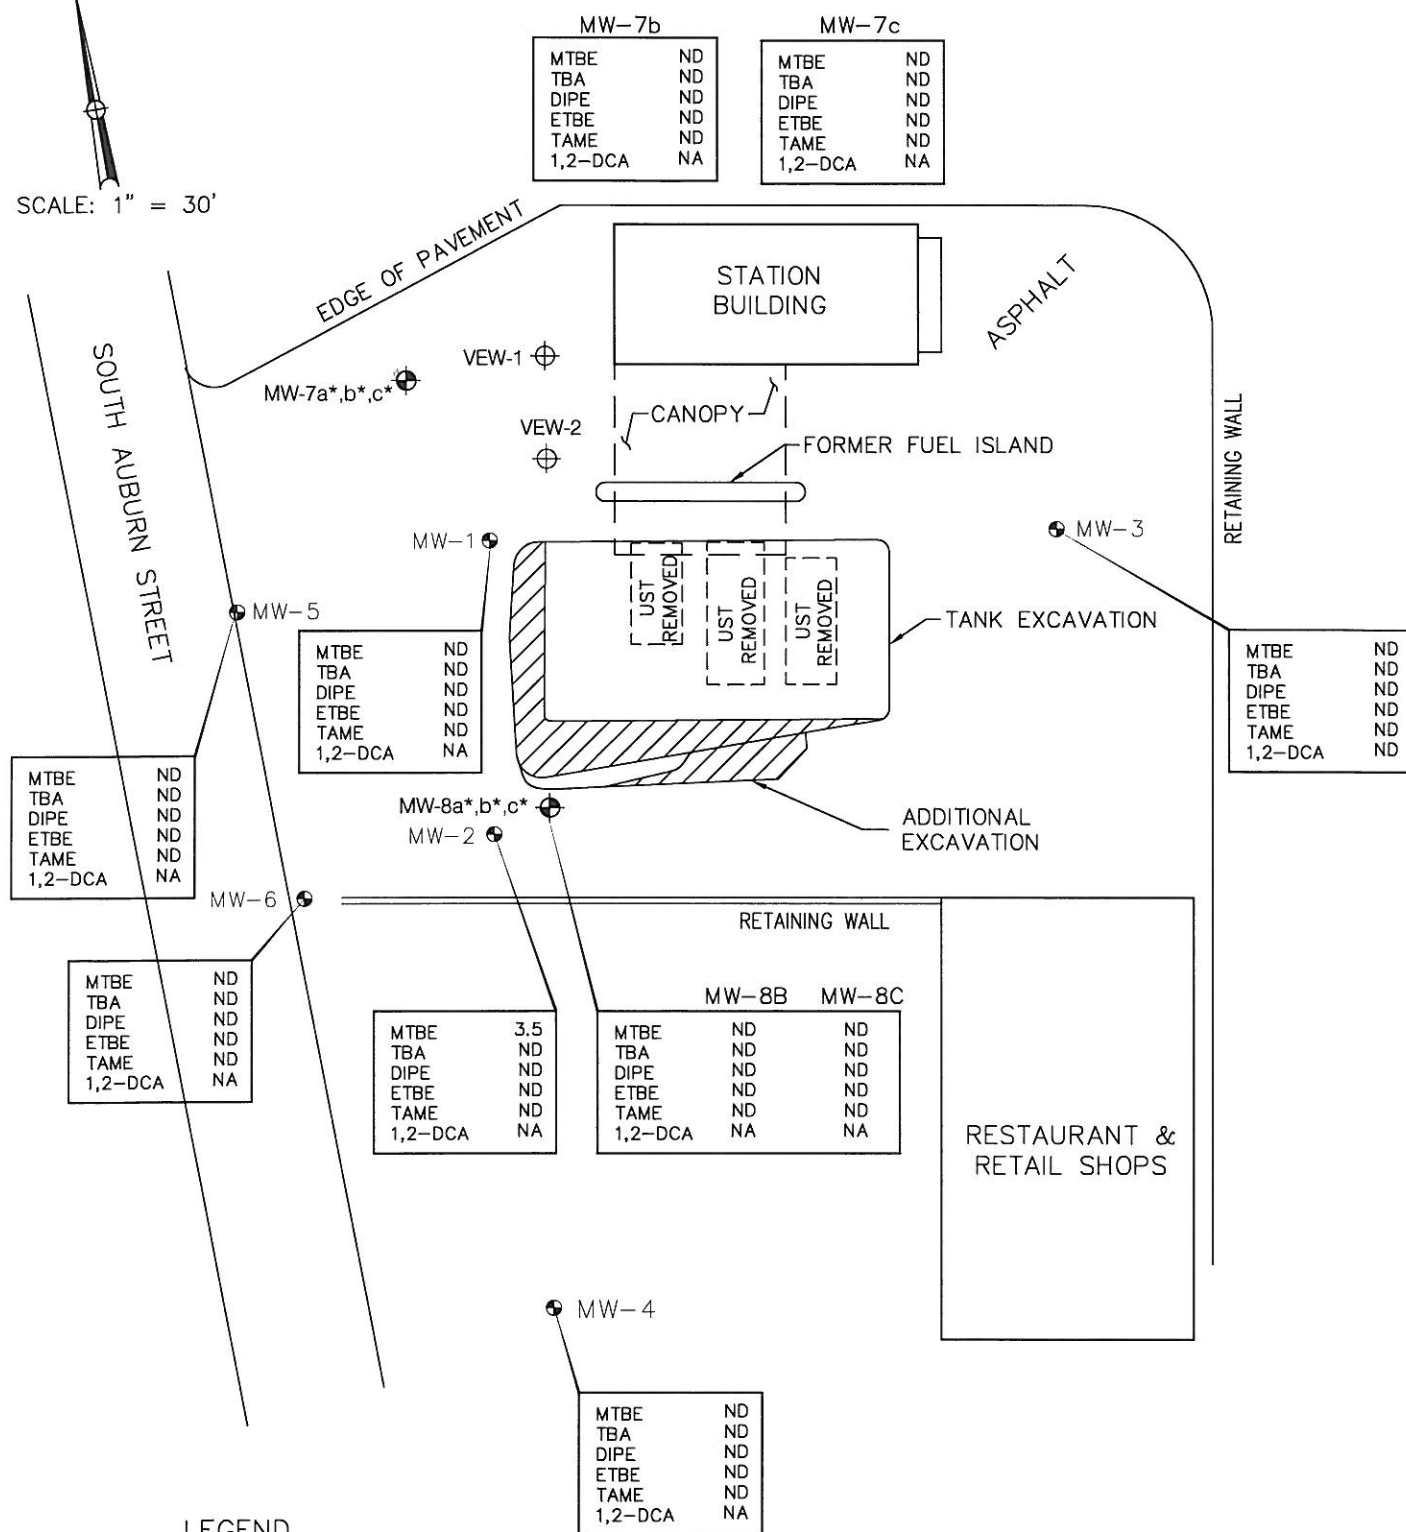 MW-7b
MTBE ND
TBA ND
DIPE ND
ETBE ND
TAME ND
1,2-DCA NA
MW-7c
MTBE ND
TBA ND
DIPE ND
ETBE ND
TAME ND
1,2-DCA NA
SCALE: 1" = 30'
EDGE OF PAVEMENT
STATION
BUILDING
ASPHALT
SOUTH AUBURN STREET
VEW-1
MW-7a*,b*,c*
CANOPY
VEW-2
FORMER FUEL ISLAND
RETAINING WALL
MW-1
MW-3
UST
REMOVED
UST
REMOVED
UST
REMOVED
MW-5
TANK EXCAVATION
MTBE ND
TBA ND
DIPE ND
ETBE ND
TAME ND
1,2-DCA NA
MTBE ND
TBA ND
DIPE ND
ETBE ND
TAME ND
1,2-DCA ND
MTBE ND
TBA ND
DIPE ND
ETBE ND
TAME ND
1,2-DCA NA
MW-8a*,b*,c*
MW-2
ADDITIONAL
EXCAVATION
MW-6
RETAINING WALL
MTBE ND
TBA ND
DIPE ND
ETBE ND
TAME ND
1,2-DCA NA
MTBE 3.5
TBA ND
DIPE ND
ETBE ND
TAME ND
1,2-DCA NA
MW-8B MW-8C
MTBE ND ND
TBA ND ND
DIPE ND ND
ETBE ND ND
TAME ND ND
1,2-DCA NA NA
RESTAURANT &
RETAIL SHOPS
MW-4
MTBE ND
TBA ND
DIPE ND
ETBE ND
TAME ND
1,2-DCA NA
LEGEND